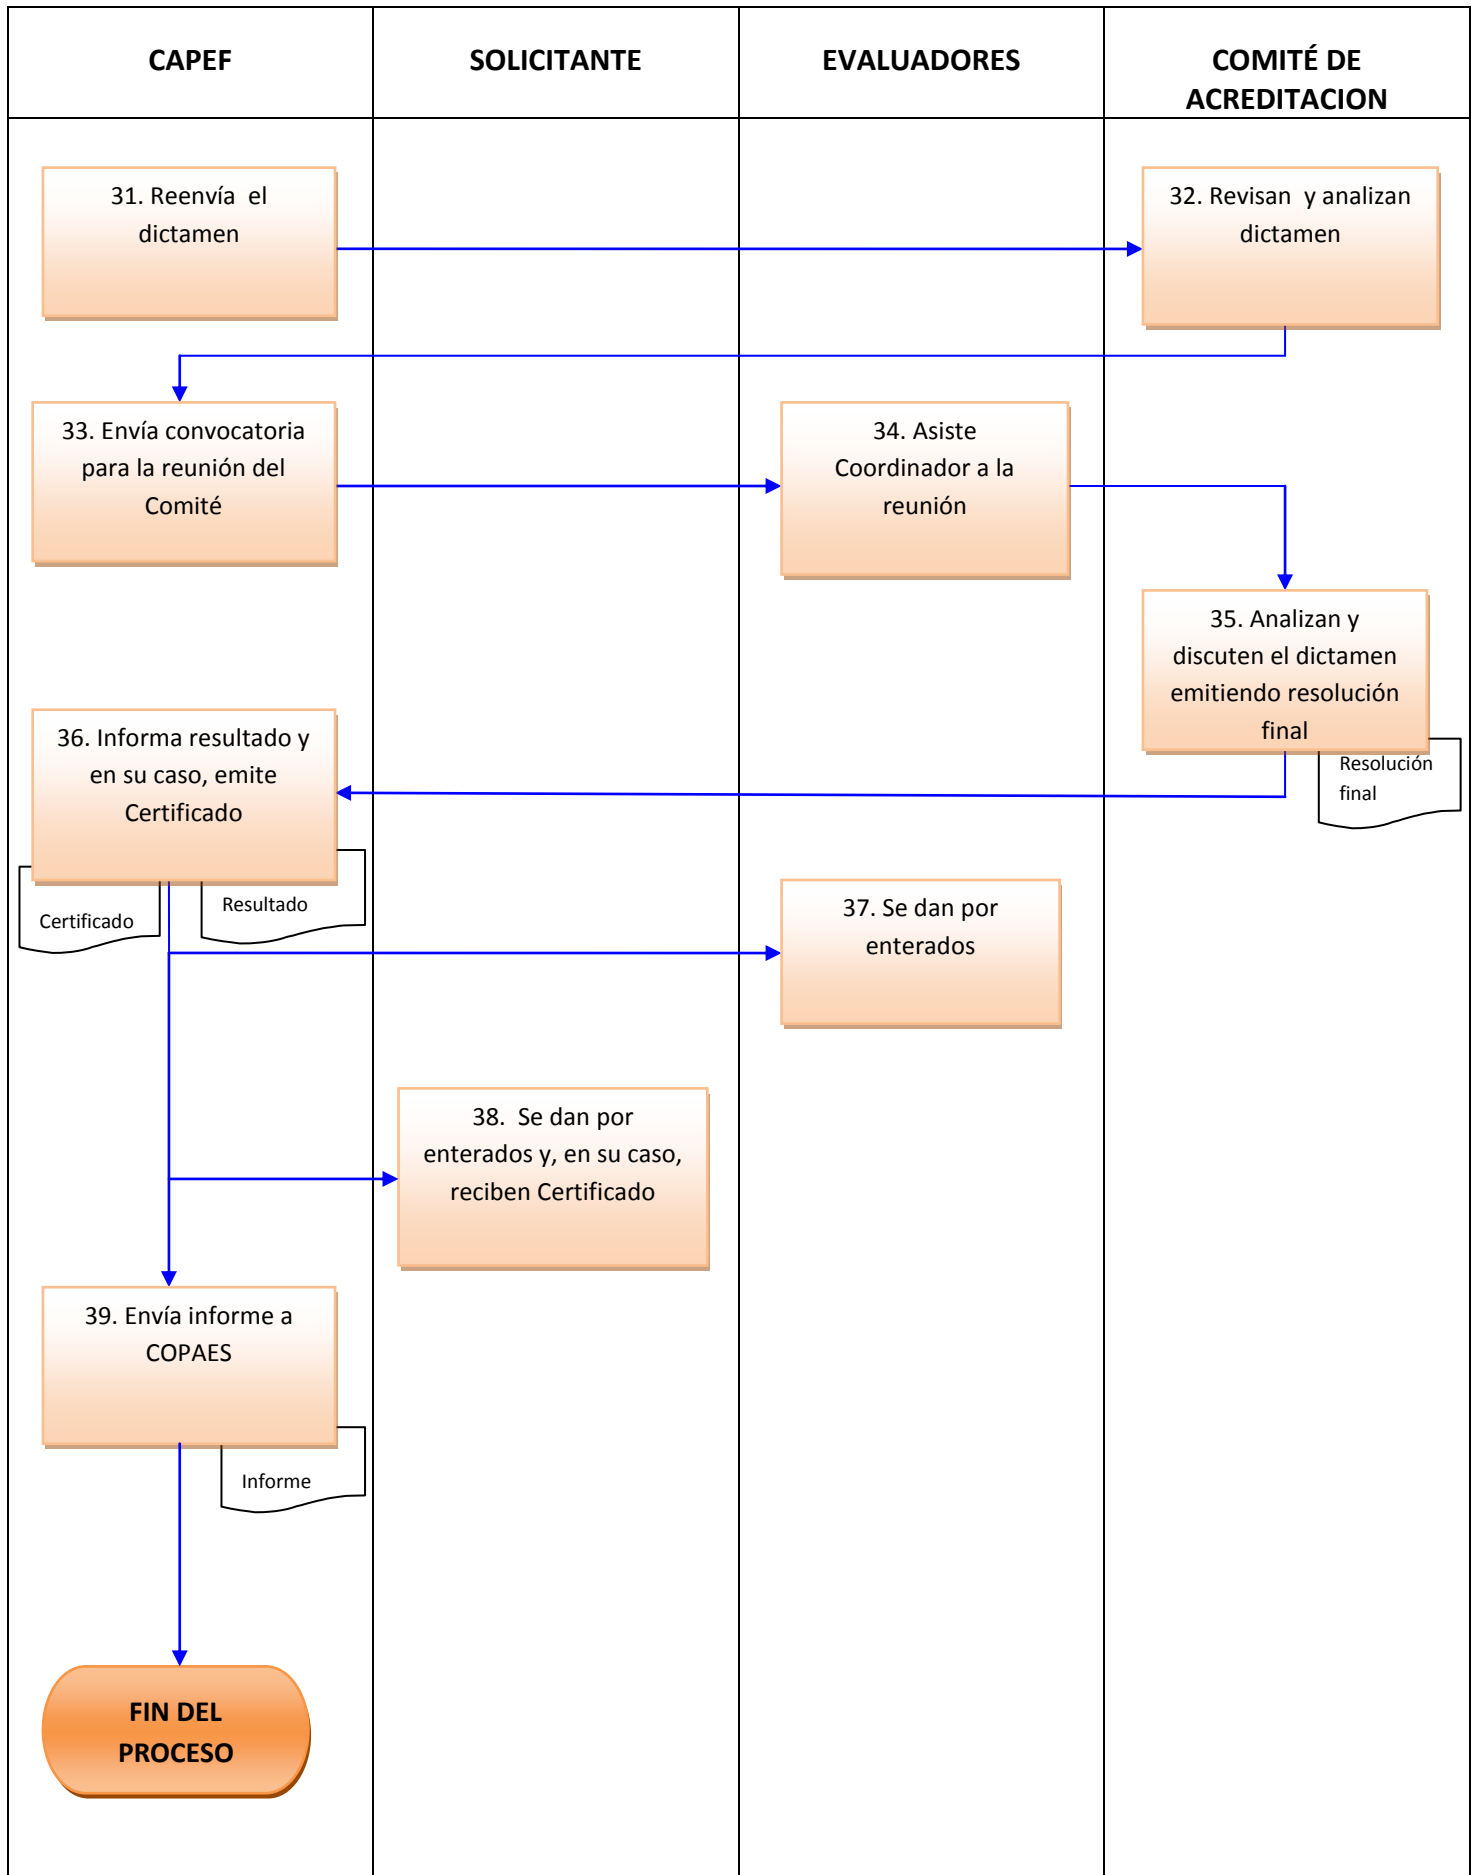 CAPEF
SOLICITANTE
EVALUADORES
COMITÉ DE
ACREDITACION
31. Reenvía el
dictamen
32. Revisan y analizan
dictamen
33. Envía convocatoria
para la reunión del
Comité
34. Asiste
Coordinador a la
reunión
35. Analizan y
discuten el dictamen
emitiendo resolución
final
Resolución
final
36. Informa resultado y
en su caso, emite
Certificado
Certificado
Resultado
37. Se dan por
enterados
38. Se dan por
enterados y, en su caso,
reciben Certificado
39. Envía informe a
COPAES
Informe
FIN DEL
PROCESO